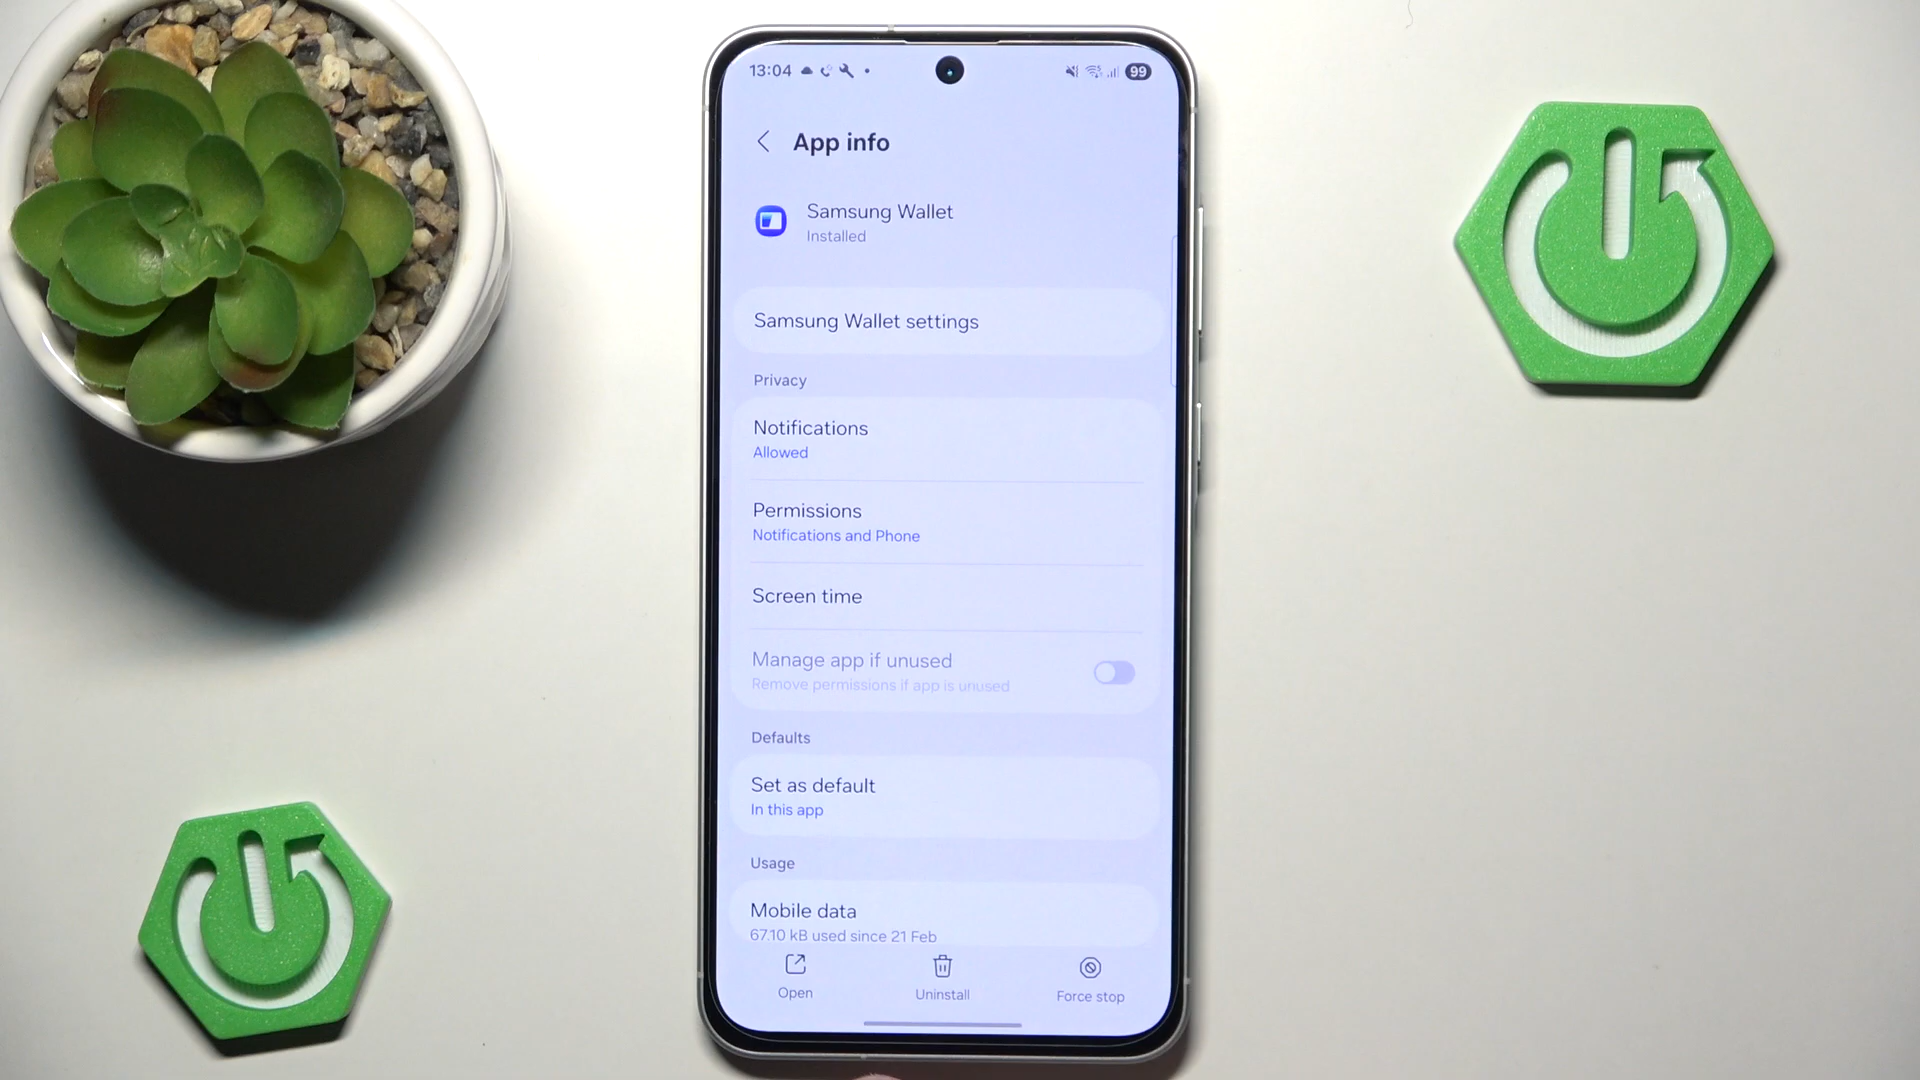 13:04
99
App info
Samsung Wallet
Installed
Samsung Wallet settings
Privacy
Notifications
Allowed
Permissions
Notifications and Phone
Screen time
Manage app if unused
Remove permissions if app is unused
Defaults
Set as default
In this app
Usage
Mobile data
67.10 kB used since 21 Feb
Open
Uninstall
Force stop